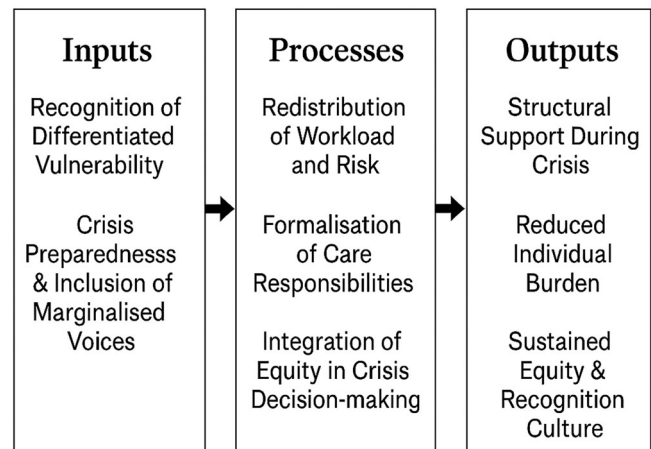 Inputs
Recognition of
Differentiated
Vulnerability
Crisis
Preparednesss
& Inclusion of
Marginalised
Voices
Processes
Redistribution
of Workload
and Risk
Formalisation
of Care
Responsibilities
Integration of
Equity in Crisis
Decision-making
Outputs
Structural
Support During
Crisis
Reduced
Individual
Burden
Sustained
Equity &
Recognition
Culture